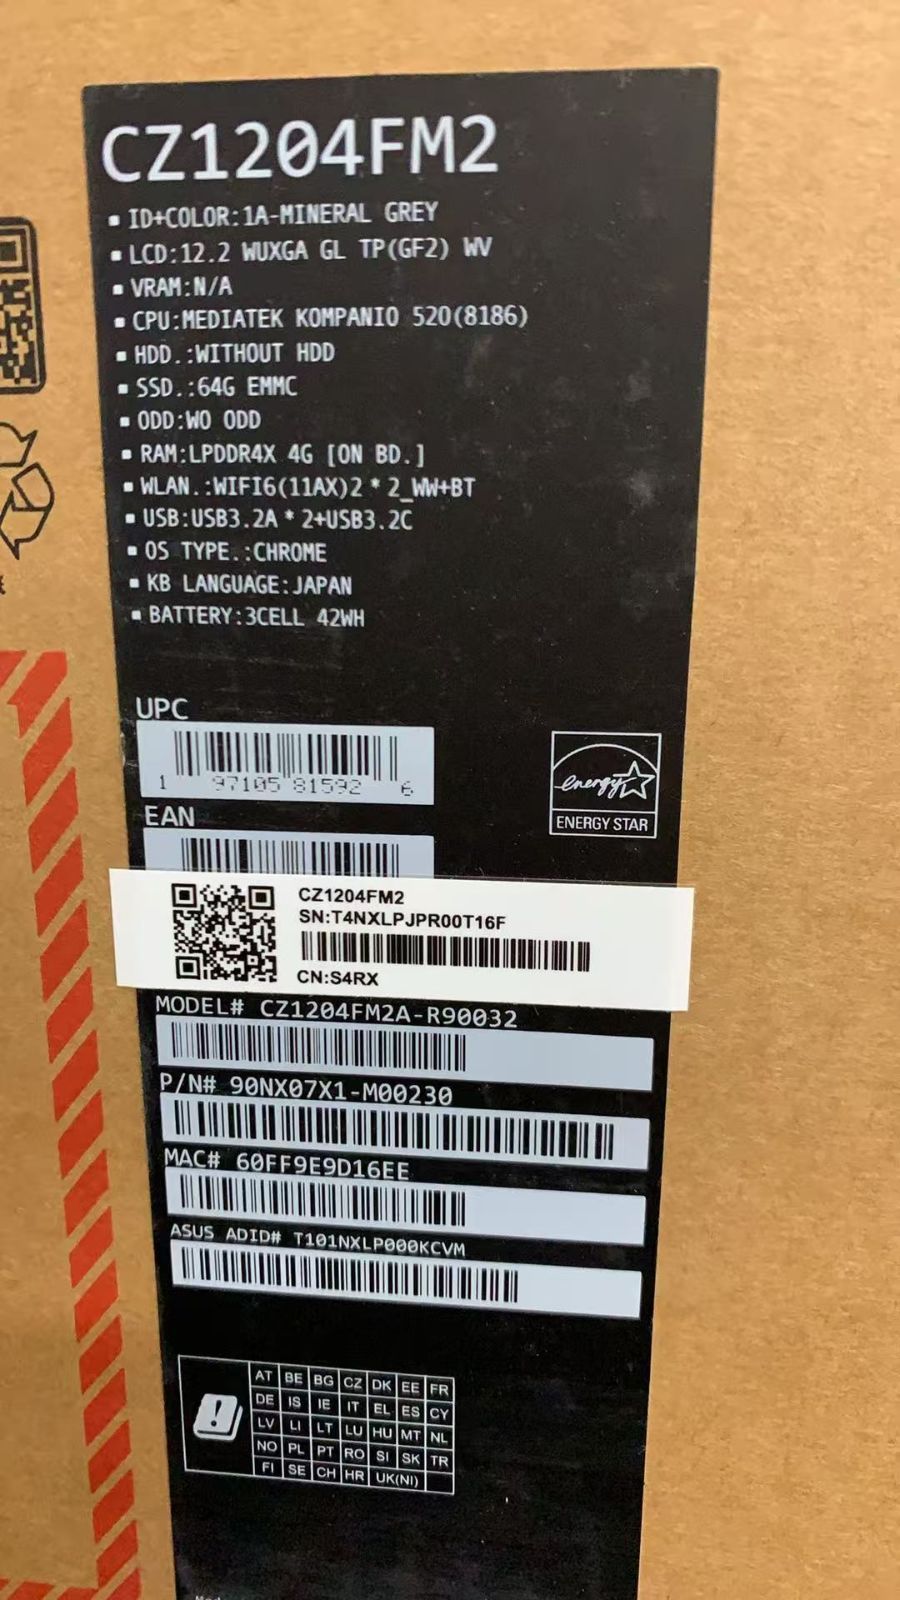 CZ1204FM2
▪ ID+COLOR:1A-MINERAL GREY
▪ LCD:12.2 WUXGA GL TP(GF2) WV
▪ VRAM:N/A
▪ CPU:MEDIATEK KOMPANIO 520(8186)
▪ HDD.:WITHOUT HDD
▪ SSD.:64G EMMC
▪ ODD:WO ODD
▪ RAM:LPDDR4X 4G [ON BD.]
▪ WLAN.:WIFI6(11AX)2*2_WW+BT
▪ USB:USB3.2A*2+USB3.2C
▪ OS TYPE.:CHROME
▪ KB LANGUAGE:JAPAN
▪ BATTERY:3CELL 42WH
UPC
1 97105 81592 6
energy
ENERGY STAR
EAN
CZ1204FM2
SN:T4NXLPJPR00T16F
CN:S4RX
MODEL# CZ1204FM2A-R90032
P/N# 90NX07X1-M00230
MAC# 60FF9E9D16EE
ASUS ADID# T101NXLP000KCVM
AT BE BG CZ DK EE FR
DE IS IE IT EL ES CY
LV LI LT LU HU MT NL
NO PL PT RO SI SK TR
FI SE CH HR UK(NI)